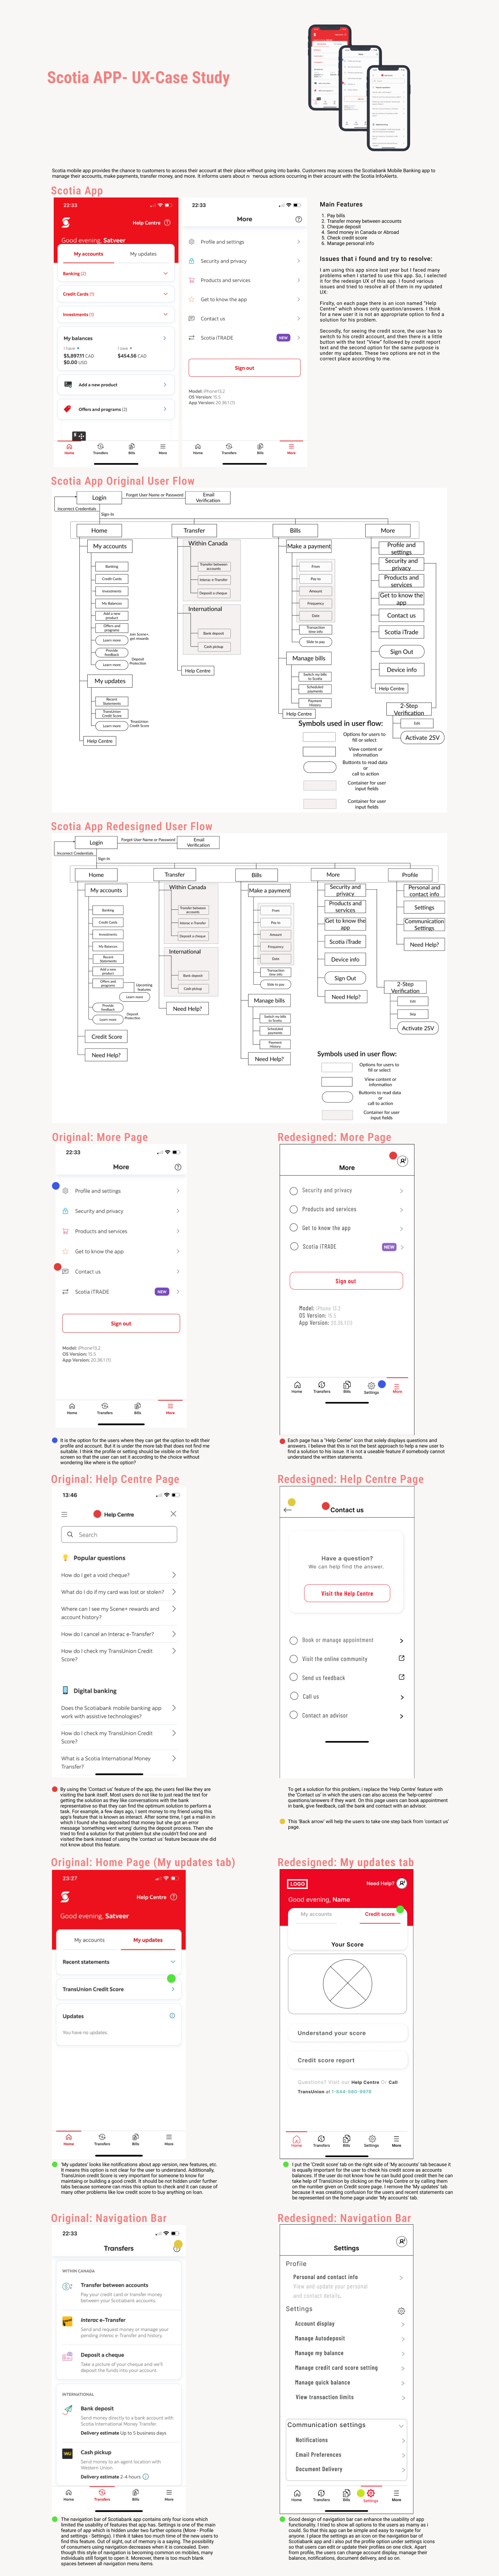 Scotia APP- UX-Case Study
Scotia mobile app provides the chance to customers to access their account at their place without going into banks. Customers may access the Scotiabank Mobile Banking app to
manage their accounts, make payments, transfer money, and more. It informs users about
actions occurring in their account with the Scotia InfoAlerts.
Scotia App
22:33
Help Centre
Good evening, Satveer
My accounts
My updates
Banking (2)
Credit Cards (1)
Investments (1)
My balances
I have
I owe
$5,897.11 CAD
$454.56 CAD
$0.00 USD
Add a new product
Offers and programs (2)
Home
Transfers
Bills
More
22:33
More
Profile and settings
Security and privacy
Products and services
Get to know the app
Contact us
Scotia iTRADE
NEW
Sign out
Model: iPhone13,2
OS Version: 15.5
App Version: 20.36.1 (1)
Home
Transfers
Bills
More
Main Features
1. Pay bills
2. Transfer money between accounts
3. Cheque deposit
4. Send money in Canada or Abroad
5. Check credit score
6. Manage personal info
Issues that i found and try to resolve:
I am using this app since last year but if faced many
problems when I started to use this app. So, I selected
it for the redesign UX of this app. I found various
issues and tried to resolve all of them in my updated
UX:
Firstly, on each page there is an icon named "Help
Centre" which shows only questions/answers. I think
for a new user it is an appropriate option to find a
solution for his problem.
Secondly, for seeing the credit score, the user has to
switch to his credit account, and then there is a little
button with the text "View" followed by credit report
text and the second option for the same purpose is
under my updates. These two options are not in the
correct place according to me.
Scotia App Original User Flow
Login
Forget User Name or Password
Email
Verification
Incorrect Credentials
Sign-In
Home
Transfer
Bills
More
My accounts
Banking
Credit Cards
Investments
My Balances
Add a new
product
Offers and
programs
Learn more
Join Scene+,
get rewards
Provide
feedback
Learn more
Deposit
Protection
My updates
Recent
Statements
TransUnion
Credit Score
Learn more
TransUnion
Credit Score
Help Centre
Within Canada
Transfer between
accounts
Interac e-Transfer
Deposit a cheque
International
Bank deposit
Cash pickup
Help Centre
Make a payment
From
Pay to
Amount
Frequency
Date
Transaction
time info
Slide to pay
Manage bills
Switch my bills
to Scotia
Scheduled
payments
Payment
History
Help Centre
Profile and
settings
Security and
privacy
Products and
services
Get to know the
app
Contact us
Scotia iTrade
Sign Out
Device info
Help Centre
2-Step
Verification
Edit
Activate 2SV
Symbols used in user flow:
Options for users to
fill or select
View content or
information
Buttonts to read data
or
call to action
Container for user
input fields
Container for user
input fields
Scotia App Redesigned User Flow
Login
Forget User Name or Password
Email
Verification
Incorrect Credentials
Sign-In
Home
Transfer
Bills
More
Profile
My accounts
Banking
Credit Cards
Investments
My Balances
Recent
Statements
Add a new
product
Offers and
programs
Upcoming
features
Learn more
Provide
feedback
Learn more
Deposit
Protection
Credit Score
Need Help?
Within Canada
Transfer between
accounts
Interac e-Transfer
Deposit a cheque
International
Bank deposit
Cash pickup
Need Help?
Make a payment
From
Pay to
Amount
Frequency
Date
Transaction
time info
Slide to pay
Manage bills
Switch my bills
to Scotia
Scheduled
payments
Payment
History
Need Help?
Security and
privacy
Products and
services
Get to know the
app
Scotia iTrade
Device info
Sign Out
Need Help?
Personal and
contact info
Settings
Communication
Settings
Need Help?
2-Step
Verification
Edit
Stop
Activate 2SV
Symbols used in user flow:
Options for users to
fill or select
View content or
information
Buttonts to read data
or
call to action
Container for user
input fields
Original: More Page
22:33
More
Profile and settings
Security and privacy
Products and services
Get to know the app
Contact us
Scotia iTRADE
NEW
Sign out
Model: iPhone13,2
OS Version: 15.5
App Version: 20.36.1 (1)
Home
Transfers
Bills
More
It is the option for the users where they can get the option to edit their
profile and account. But it is under the more tab that does not find me
suitable. I think the profile or setting should be visible on the first
screen so that the user can set it according to the choice without
wondering like where is the option?
Redesigned: More Page
More
Security and privacy
Products and services
Get to know the app
Scotia iTRADE
NEW
Sign out
Model: iPhone 13,2
OS Version: 15.5
App Version: 20.36.1 (1)
Home
Transfers
Bills
Settings
More
Each page has a "Help Center" icon that solely displays questions and
answers. I believe that this is not the best approach to help a new user to
find a solution to his issue. It is not a useable feature if somebody cannot
understand the written statements.
Original: Help Centre Page
13:46
Help Centre
Search
Popular questions
How do I get a void cheque?
What do I do if my card was lost or stolen?
Where can I see my Scene+ rewards and
account history?
How do I cancel an Interac e-Transfer?
How do I check my TransUnion Credit
Score?
Digital banking
Does the Scotiabank mobile banking app
work with assistive technologies?
How do I check my TransUnion Credit
Score?
What is a Scotia International Money
Transfer?
By using the 'Contact us' feature of the app, the users feel like they are
visiting the bank itself. Most users do not like to just read the text for
getting the solution as they like conversations with the bank
representative so that they can find the optimum solution to perform a
task. For example, a few days ago, I sent money to my friend using this
app's feature that is known as interac. After some time, I get a mail in in
which I found she has deposited that money but she got an error
message 'something went wrong' during the deposit process. Then she
tried to find a solution for that problem but she couldn't find one and
visited the bank instead of using the 'contact us' feature because she did
not know about this feature.
Redesigned: Help Centre Page
Contact us
Have a question?
We can help find the answer.
Visit the Help Centre
Book or manage appointment
Visit the online community
Send us feedback
Call us
Contact an advisor
To get a solution for this problem, i replace the 'Help Centre' feature with
the 'Contact us' in which the users can also access the 'help centre'
questions/answers if they want. On this page users can book appointment
in bank, give feedback, call the bank and contact with an advisor.
This 'Back arrow' will help the users to take one step back from 'contact us'
page.
Original: Home Page (My updates tab)
23:27
Help Centre
Good evening, Satveer
My accounts
My updates
Recent statements
TransUnion Credit Score
Updates
You have no updates.
Home
Transfers
Bills
More
'My updates' looks like notifications about app version, new features, etc.
It means this option is not clear for the user to understand. Additionally,
TransUnion credit Score is very important for someone to studying or
maintaining or building a good credit. It should be not hidden under further
tabs because customers can miss this option to check and it can cause of
many other problems like low credit score to buy anything on loan.
Redesigned: My updates tab
LOGO
Need Help?
Good evening, Name
My accounts
Credit score
Your Score
Understand your score
Credit score report
Questions? Visit our Help Centre Or Call
TransUnion at 1-844-580-6978
Home
Transfers
Bills
Settings
More
I put the 'Credit score' tab on the right side of 'My accounts' tab because it
is equally important for the user to check his credit score as accounts
balances. If the user do not know how he can build good credit then he can
take help of TransUnion by clicking on the Help Centre or by calling them
on the number given on Credit score page. I remove the 'My updates' tab
because it was creating confusion for users and recent statements can
be represented on the home page under 'My accounts' tab.
Original: Navigation Bar
22:33
Transfers
WITHIN CANADA
Transfer between accounts
Pay your credit card or transfer money
between your Scotiabank accounts.
Interac e-Transfer
Send and request money or manage your
pending Interac e-Transfer and history.
Deposit a cheque
Take a picture of your cheque and we'll
deposit the funds into your account.
INTERNATIONAL
Bank deposit
Send money directly to a bank account with
Scotia International Money Transfer.
Delivery estimate Up to 5 business days
Cash pickup
Send money to an agent location with
Western Union.
Delivery estimate 2-4 hours
Home
Transfers
Bills
More
The navigation bar of Scotiabank app contains only four icons which
limited the usability of features that app has. Settings is one of the main
feature of app which is hidden under two further options (More - Profile
and settings - Settings). I think it takes too much time of the new users to
find this feature. Out of sight, out of memory is a saying. The possibility
of consuming navigation decreases when it is concealed. Even
though this style of navigation is becoming common on mobiles, many
individuals still forget to open it. Moreover, there is too much blank
spaces between all navigation menu items.
Redesigned: Navigation Bar
Settings
Profile
Personal and contact info
View and update your personal
and contact details.
Settings
Account display
Manage Autodeposit
Manage my balance
Manage credit card score setting
Manage quick balance
View transaction limits
Communication settings
Notifications
Email Preferences
Document Delivery
Home
Transfers
Bills
Settings
More
Good design of navigation bar can enhance the usability of app
functionality. I tried to show all options to the users as many as i
could. So that this app can be simple and easy to navigate for
anyone. I place the settings as an icon on the navigation bar of
Scotiabank app and i also put the profile option under settings icons
so that users can edit or update their profiles on one click. Apart
from profile, the users can change account display, manage their
balance, notifications, document delivery, and so on.